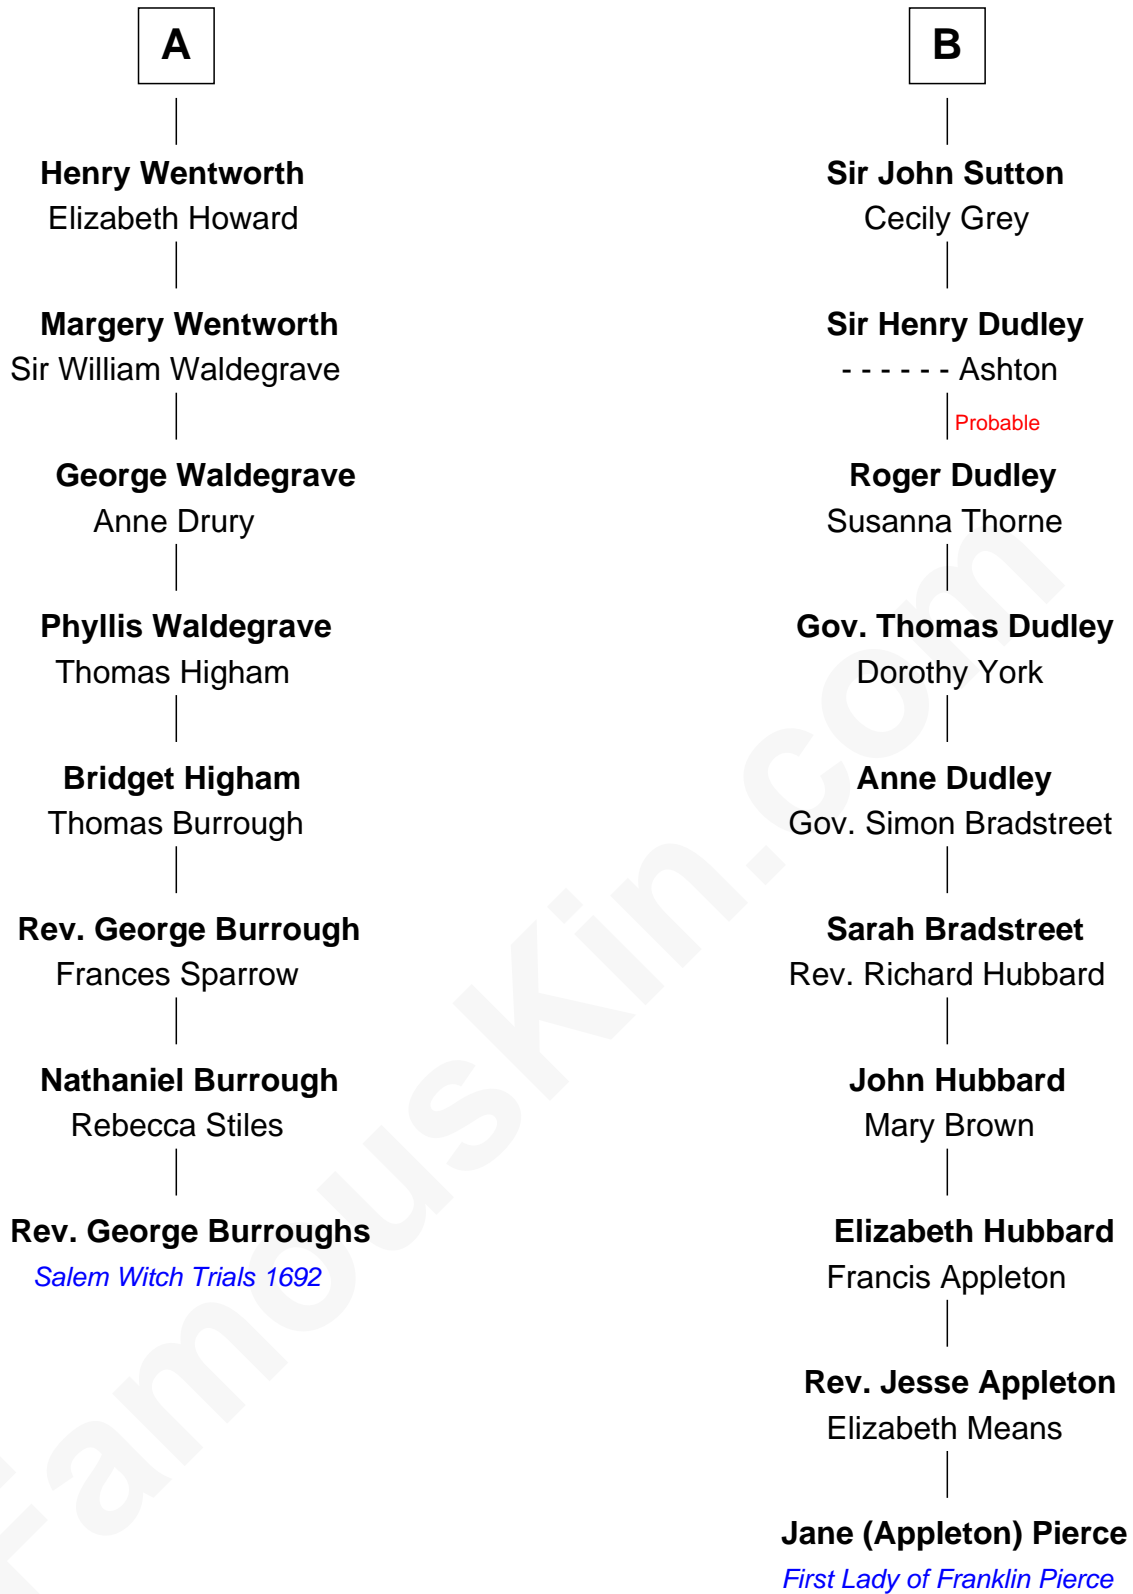 A
Henry Wentworth
Elizabeth Howard
Margery Wentworth
Sir William Waldegrave
George Waldegrave
Anne Drury
Phyllis Waldegrave
Thomas Higham
Bridget Higham
Thomas Burrough
Rev. George Burrough
Frances Sparrow
Nathaniel Burrough
Rebecca Stiles
Rev. George Burroughs
Salem Witch Trials 1692
B
Sir John Sutton
Cecily Grey
Sir Henry Dudley
- - - - - - Ashton
Probable
Roger Dudley
Susanna Thorne
Gov. Thomas Dudley
Dorothy York
Anne Dudley
Gov. Simon Bradstreet
Sarah Bradstreet
Rev. Richard Hubbard
John Hubbard
Mary Brown
Elizabeth Hubbard
Francis Appleton
Rev. Jesse Appleton
Elizabeth Means
Jane (Appleton) Pierce
First Lady of Franklin Pierce
FamousKin.com